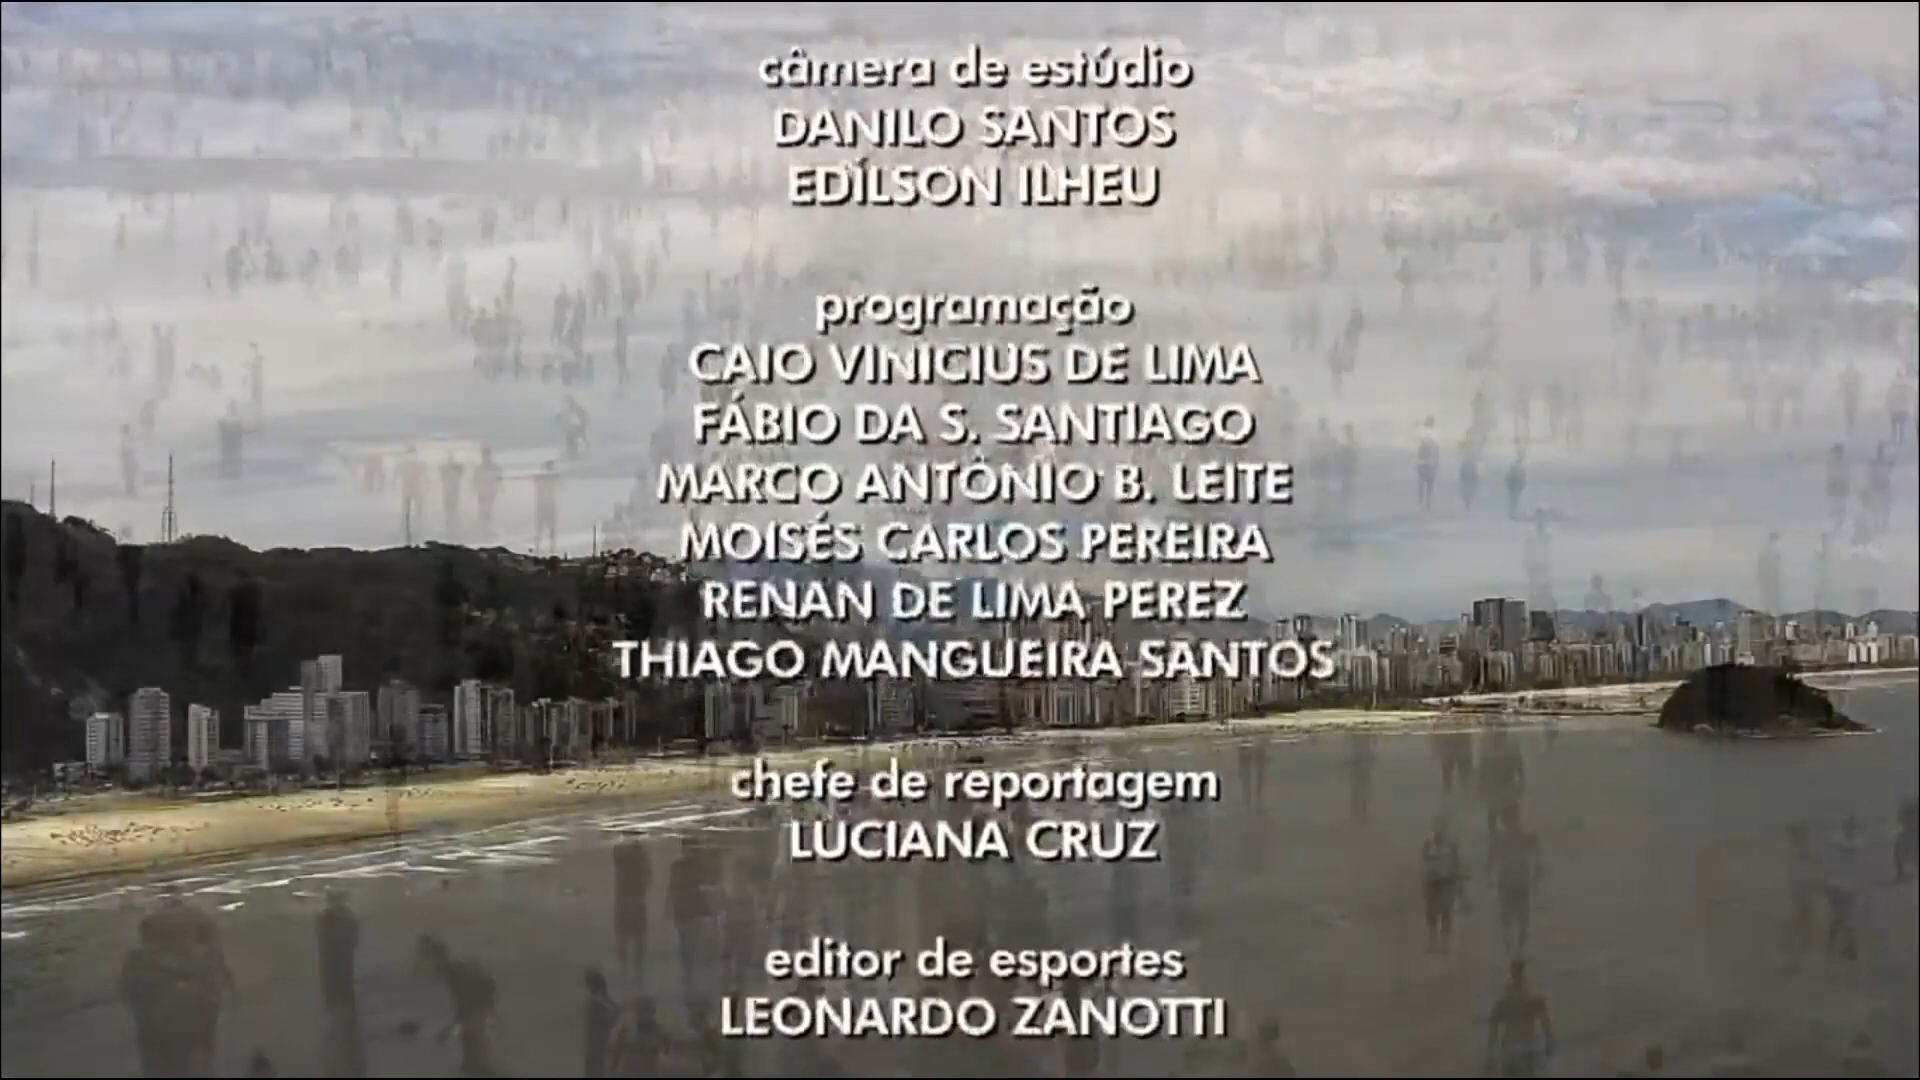 câmera de estúdio
DANILO SANTOS
EDÍLSON ILHEU
programação
CAIO VINICIUS DE LIMA
FÁBIO DA S. SANTIAGO
MARCO ANTÔNIO B. LEITE
MOISÉS CARLOS PEREIRA
RENAN DE LIMA PEREZ
THIAGO MANGUEIRA SANTOS
chefe de reportagem
LUCIANA CRUZ
editor de esportes
LEONARDO ZANOTTI